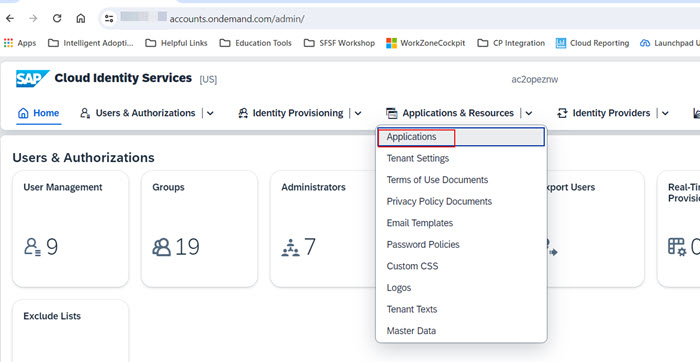 accounts.ondemand.com/admin/
Apps Intelligent Adopti... Helpful Links Education Tools SFSF Workshop WorkZoneCockpit CP Integration Cloud Reporting Launchpad U
SAP Cloud Identity Services [US] ac2opeznw
Home Users & Authorizations Identity Provisioning Applications & Resources Identity Providers
Applications
Tenant Settings
Terms of Use Documents
Privacy Policy Documents
Email Templates
Password Policies
Custom CSS
Logos
Tenant Texts
Master Data
Users & Authorizations
User Management Groups Administrators xport Users Real-Tim
Provisio
9 19 7 0
Exclude Lists